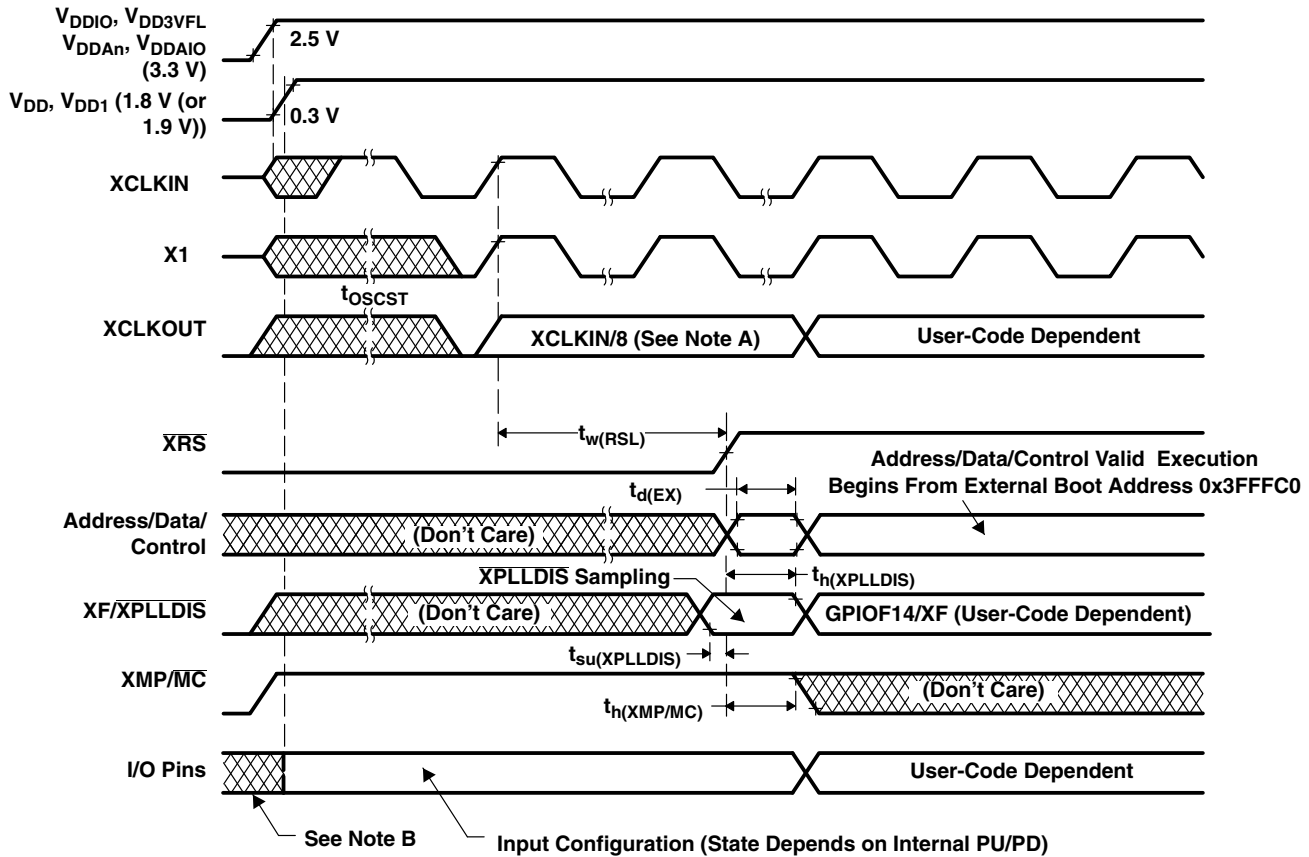 VDDIO, VDD3VFL
VDDAn, VDDAIO
(3.3 V)
2.5 V
VDD, VDD1 (1.8 V (or
1.9 V))
0.3 V
XCLKIN
X1
tOSCST
XCLKOUT
XCLKIN/8 (See Note A)
User-Code Dependent
XRS
tw(RSL)
Address/Data/Control Valid Execution
Begins From External Boot Address 0x3FFFC0
td(EX)
Address/Data/
Control
(Don't Care)
XPLLDIS Sampling
th(XPLLDIS)
XF/XPLLDIS
(Don't Care)
GPIOF14/XF (User-Code Dependent)
tsu(XPLLDIS)
XMP/MC
(Don't Care)
th(XMP/MC)
I/O Pins
User-Code Dependent
See Note B
Input Configuration (State Depends on Internal PU/PD)